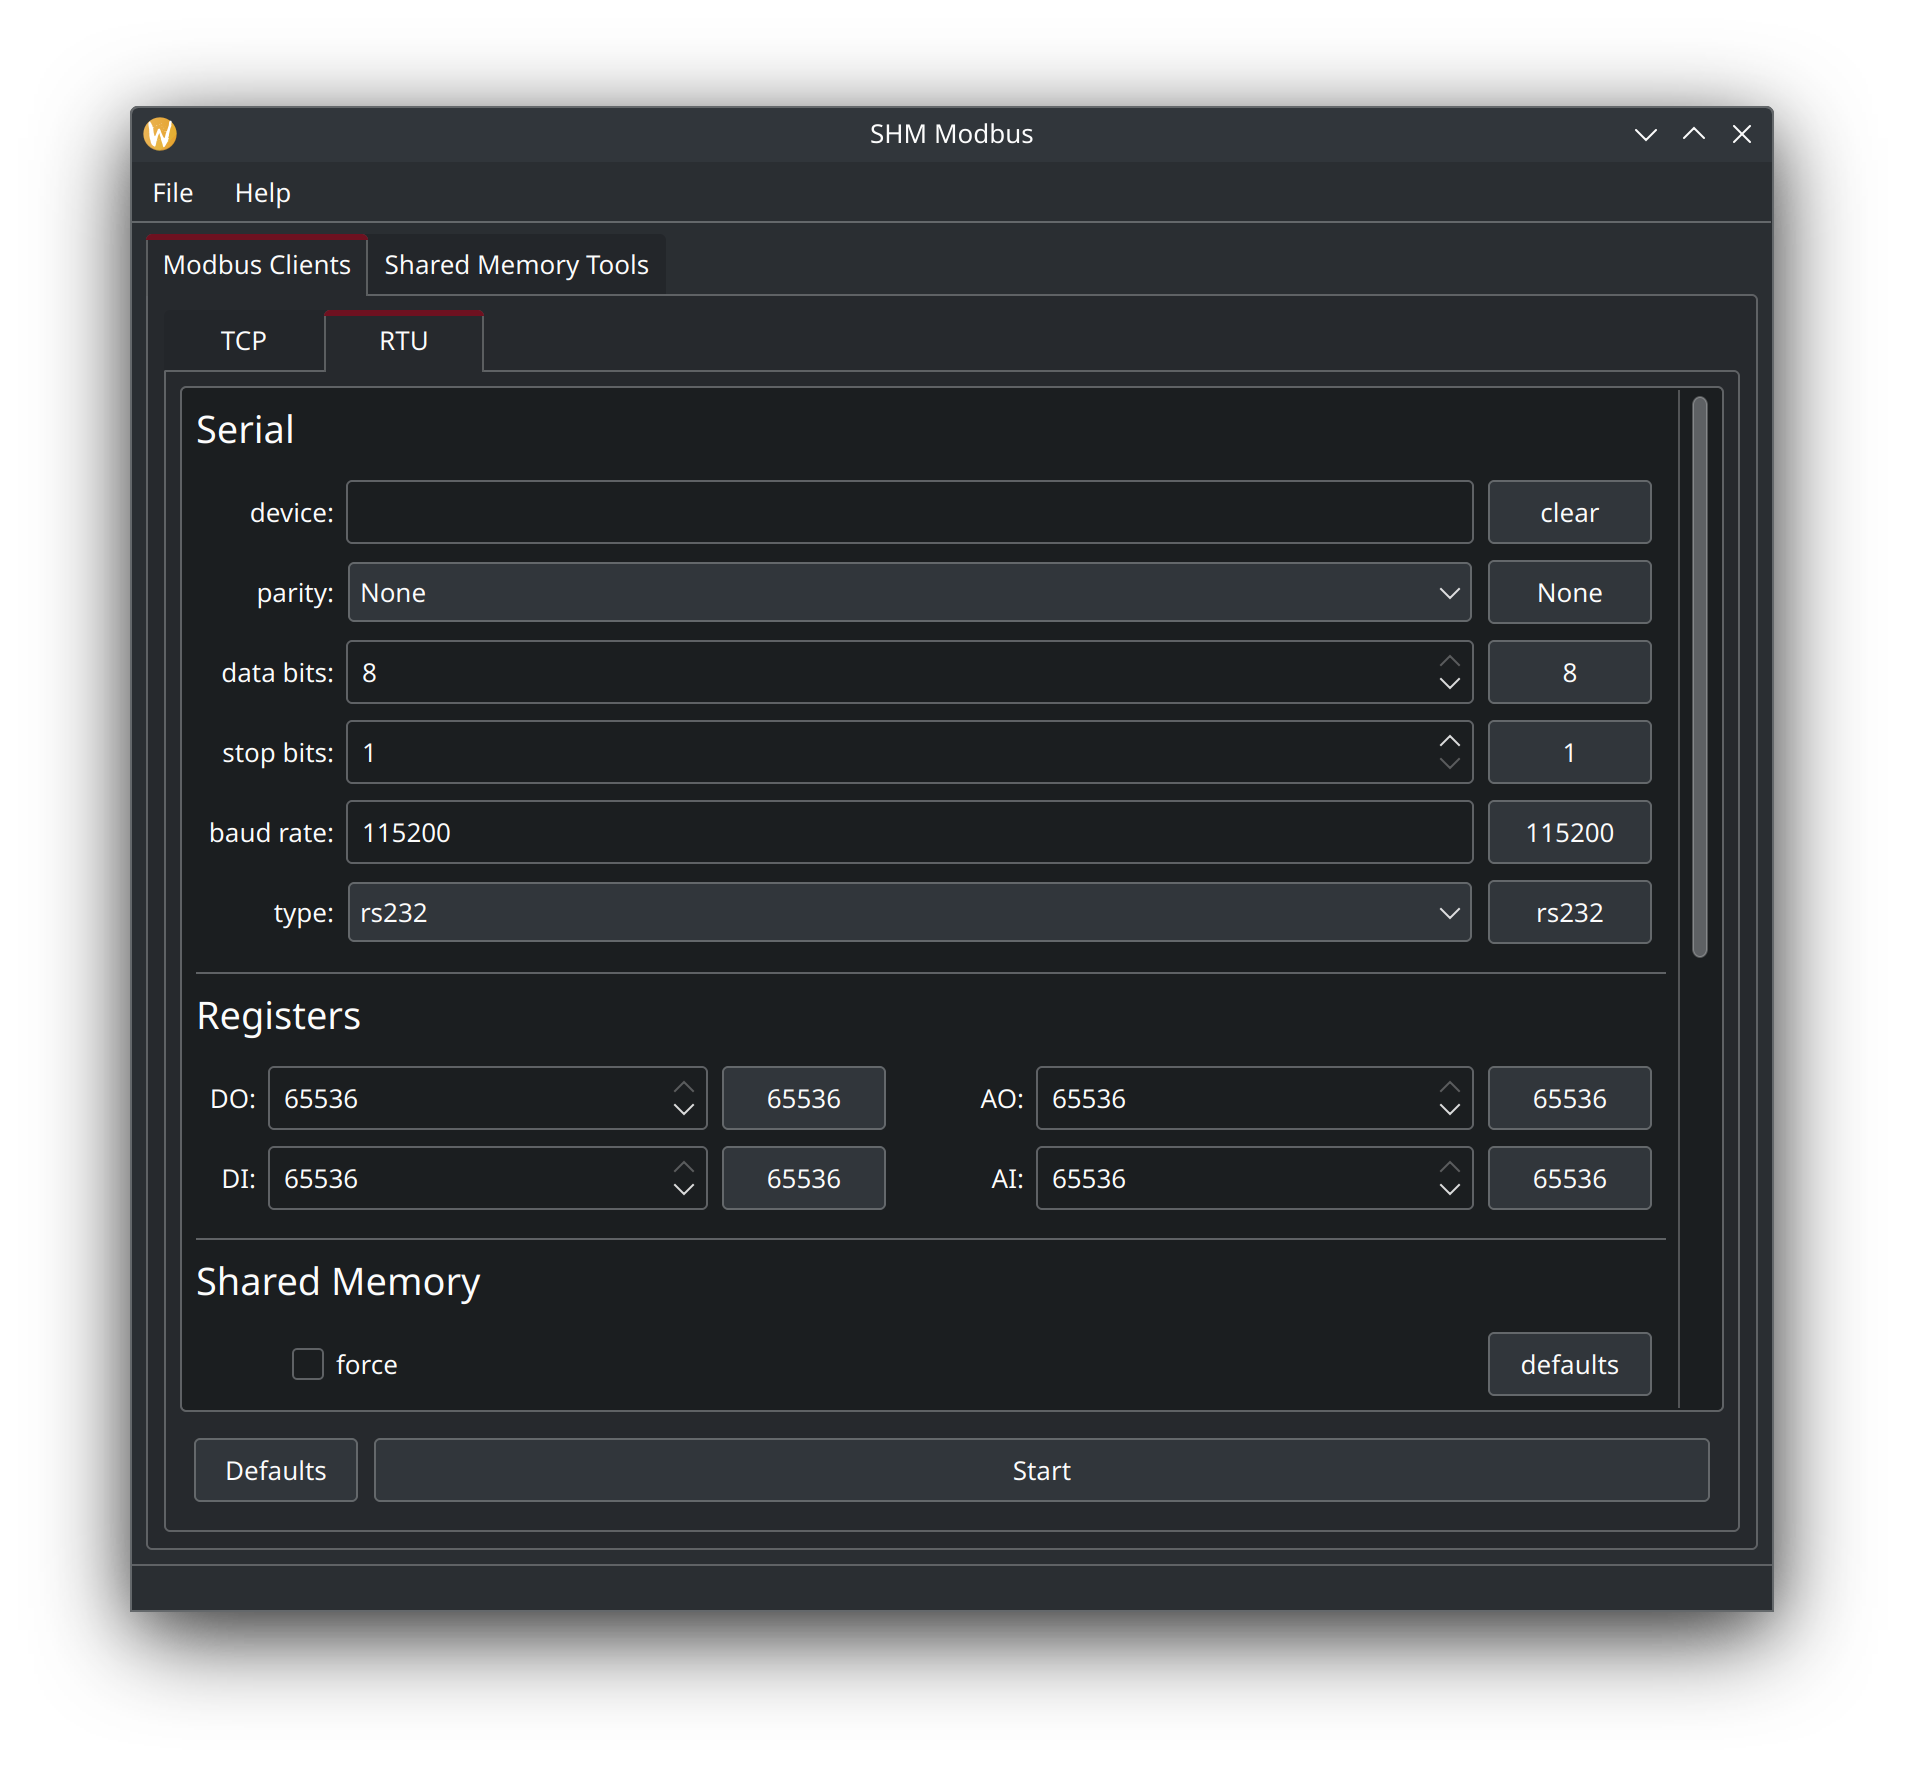 SHM Modbus
File Help
Modbus Clients Shared Memory Tools
TCP RTU
Serial
device: clear
parity: None None
data bits: 8 8
stop bits: 1 1
baud rate: 115200 115200
type: rs232 rs232
Registers
DO: 65536 65536 AO: 65536 65536
DI: 65536 65536 AI: 65536 65536
Shared Memory
force defaults
Defaults Start